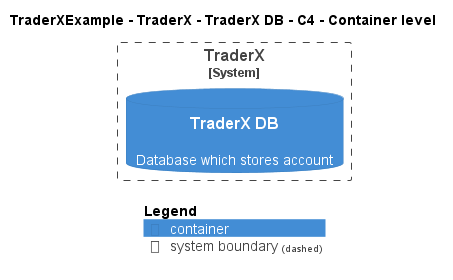 TraderXExample - TraderX - TraderX DB - C4 - Container level
TraderX
[System]
TraderX DB
Database which stores account
Legend
container
system boundary (dashed)